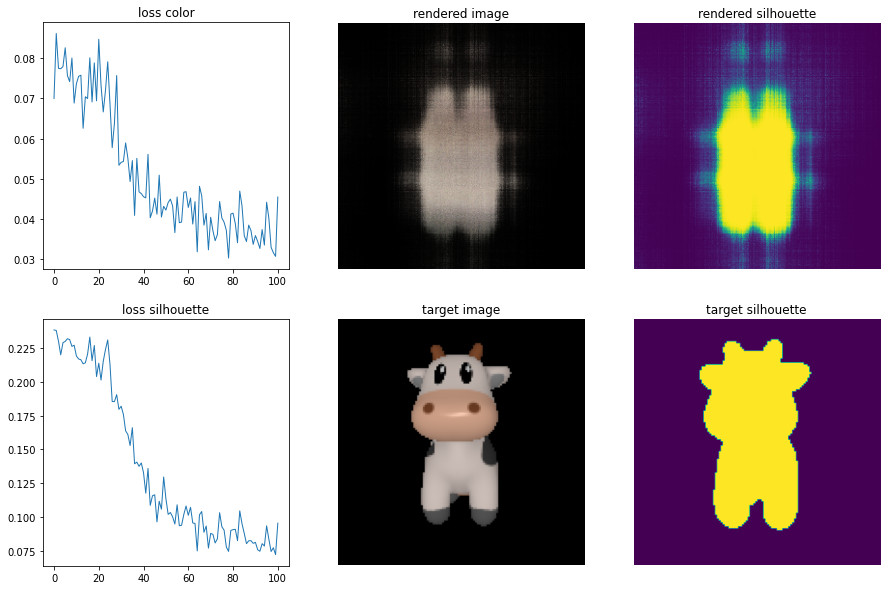 loss color
0.08
0.07
0.06
0.05
0.04
0.03
0 20 40 60 80 100
rendered image
rendered silhouette
loss silhouette
0.225
0.200
0.175
0.150
0.125
0.100
0.075
0 20 40 60 80 100
target image
target silhouette